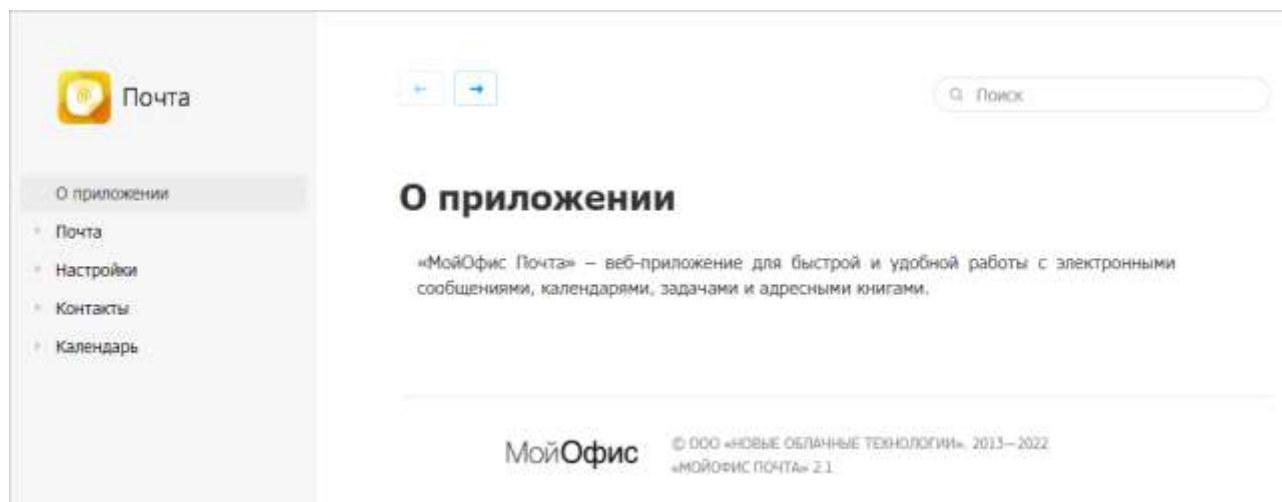 Почта
О приложении
Почта
Настройки
Контакты
Календарь
Поиск
О приложении
«МойОфис Почта» – веб-приложение для быстрой и удобной работы с электронными
сообщениями, календарями, задачами и адресными книгами.
МойОфис
© ООО «НОВЫЕ ОБЛАЧНЫЕ ТЕХНОЛОГИИ», 2013—2022
«МОЙОФИС ПОЧТА» 2.1